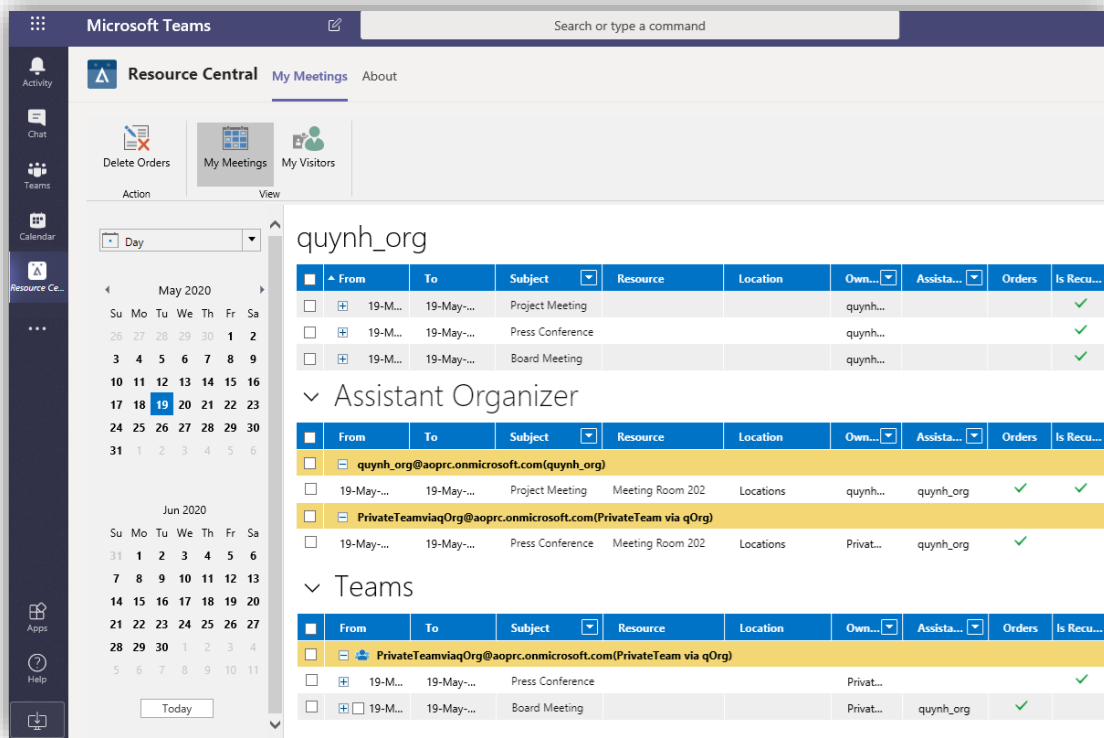 Microsoft Teams
Search or type a command
Activity
Chat
Teams
Calendar
Resource Ce...
Apps
Help
Resource Central My Meetings About
Delete Orders My Meetings My Visitors
Action View
Day
May 2020
Su Mo Tu We Th Fr Sa
26 27 28 29 30 1 2
3 4 5 6 7 8 9
10 11 12 13 14 15 16
17 18 19 20 21 22 23
24 25 26 27 28 29 30
31 1 2 3 4 5 6
Jun 2020
Su Mo Tu We Th Fr Sa
31 1 2 3 4 5 6
7 8 9 10 11 12 13
14 15 16 17 18 19 20
21 22 23 24 25 26 27
28 29 30 1 2 3 4
5 6 7 8 9 10 11
Today
quynh_org
From To Subject Resource Location Own... Assista... Orders Is Recu...
19-M... 19-May-... Project Meeting quynh...
19-M... 19-May-... Press Conference quynh...
19-M... 19-May-... Board Meeting quynh...
Assistant Organizer
From To Subject Resource Location Own... Assista... Orders Is Recu...
quynh_org@aoprc.onmicrosoft.com(quynh_org)
19-May-... 19-May-... Project Meeting Meeting Room 202 Locations quynh... quynh_org
PrivateTeamviaqOrg@aoprc.onmicrosoft.com(PrivateTeam via qOrg)
19-May-... 19-May-... Press Conference Meeting Room 202 Locations Privat... quynh_org
Teams
From To Subject Resource Location Own... Assista... Orders Is Recu...
PrivateTeamviaqOrg@aoprc.onmicrosoft.com(PrivateTeam via qOrg)
19-M... 19-May-... Press Conference Privat...
19-M... 19-May-... Board Meeting Privat... quynh_org